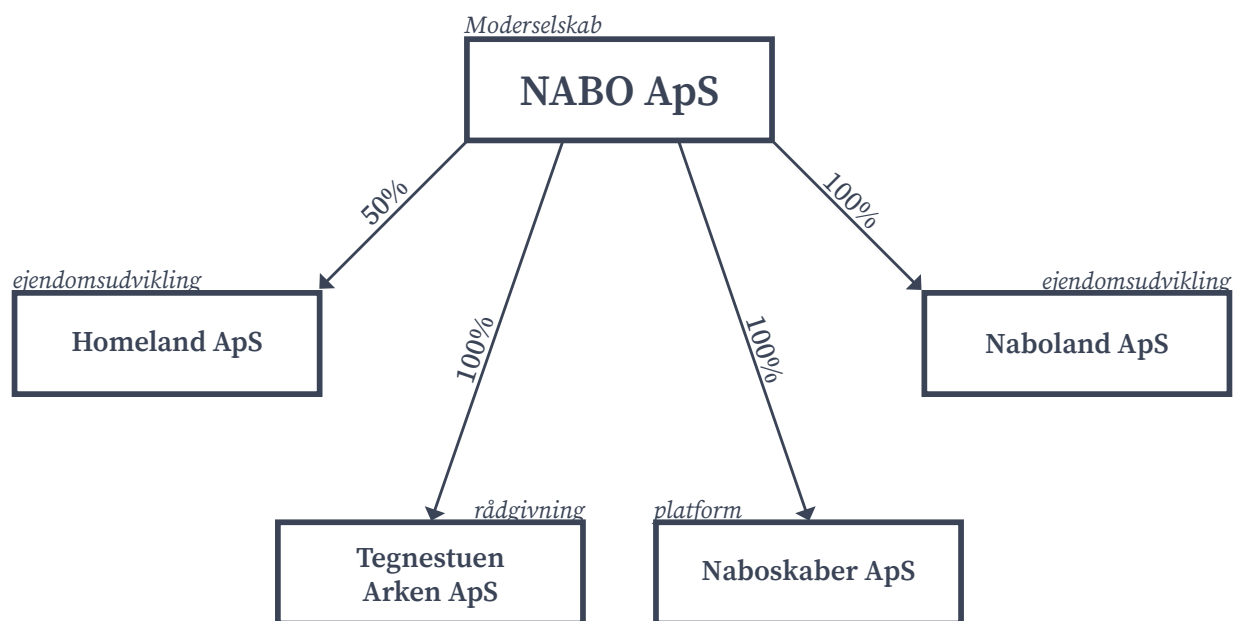 Moderselskab
NABO ApS
50%
100%
ejendomsudvikling
Homeland ApS
ejendomsudvikling
Naboland ApS
100%
100%
rådgivning
Tegnestuen
Arken ApS
platform
Naboskaber ApS